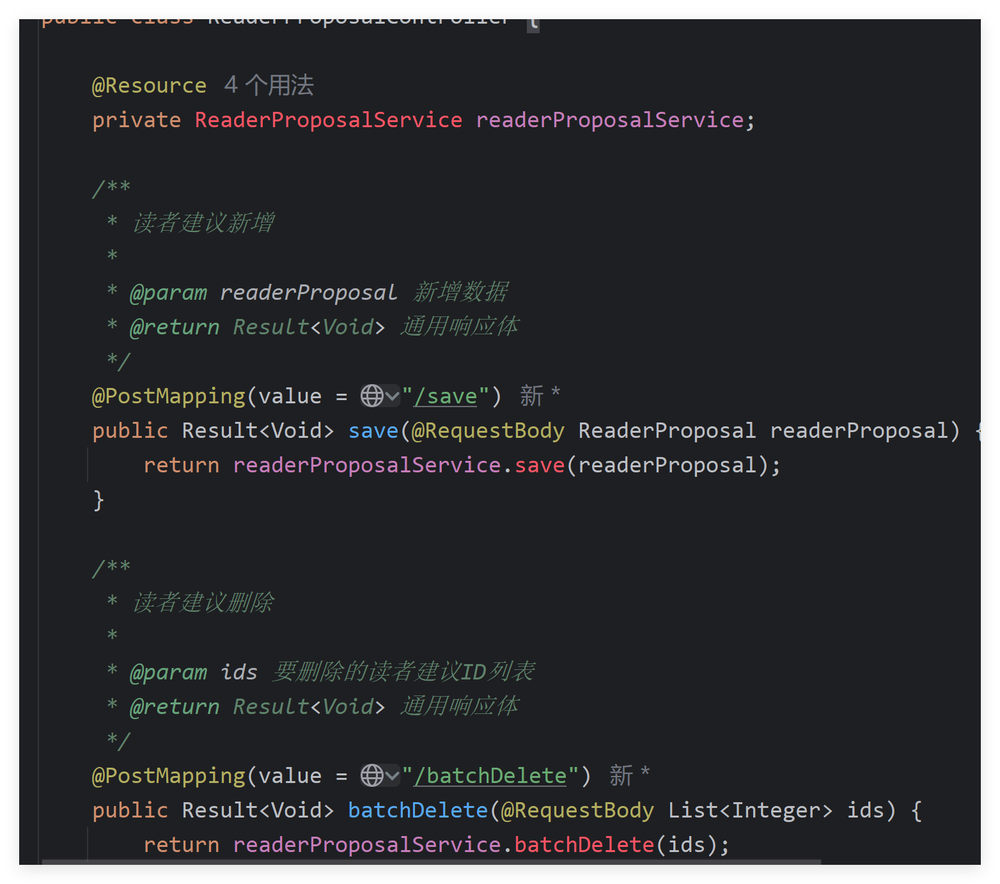 public class ReaderProposalController {
@Resource 4 个用法
private ReaderProposalService readerProposalService;
/**
* 读者建议新增
*
* @param readerProposal 新增数据
* @return Result<Void> 通用响应体
*/
@PostMapping(value = "/save") 新 *
public Result<Void> save(@RequestBody ReaderProposal readerProposal) {
return readerProposalService.save(readerProposal);
}
/**
* 读者建议删除
*
* @param ids 要删除的读者建议ID列表
* @return Result<Void> 通用响应体
*/
@PostMapping(value = "/batchDelete") 新 *
public Result<Void> batchDelete(@RequestBody List<Integer> ids) {
return readerProposalService.batchDelete(ids);